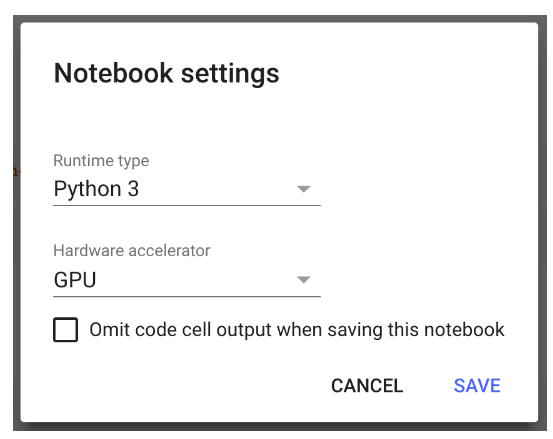 Notebook settings
Runtime type
Python 3
Hardware accelerator
GPU
Omit code cell output when saving this notebook
CANCEL SAVE